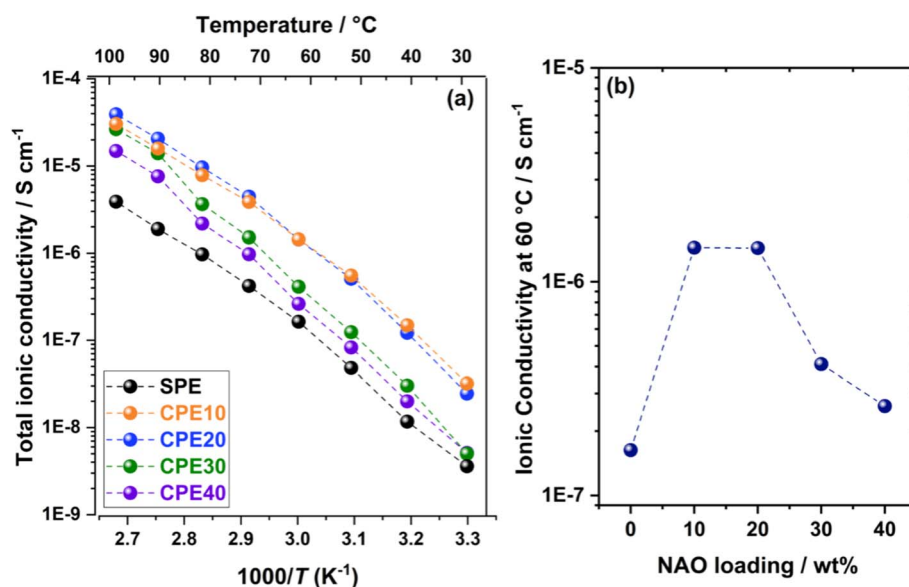 Temperature / °C
100 90 80 70 60 50 40 30
(a)
Total ionic conductivity / S cm⁻¹
1E-4
1E-5
1E-6
1E-7
1E-8
1E-9
SPE
CPE10
CPE20
CPE30
CPE40
2.7 2.8 2.9 3.0 3.1 3.2 3.3
1000/T (K⁻¹)
(b)
Ionic Conductivity at 60 °C / S cm⁻¹
1E-5
1E-6
1E-7
0 10 20 30 40
NAO loading / wt%